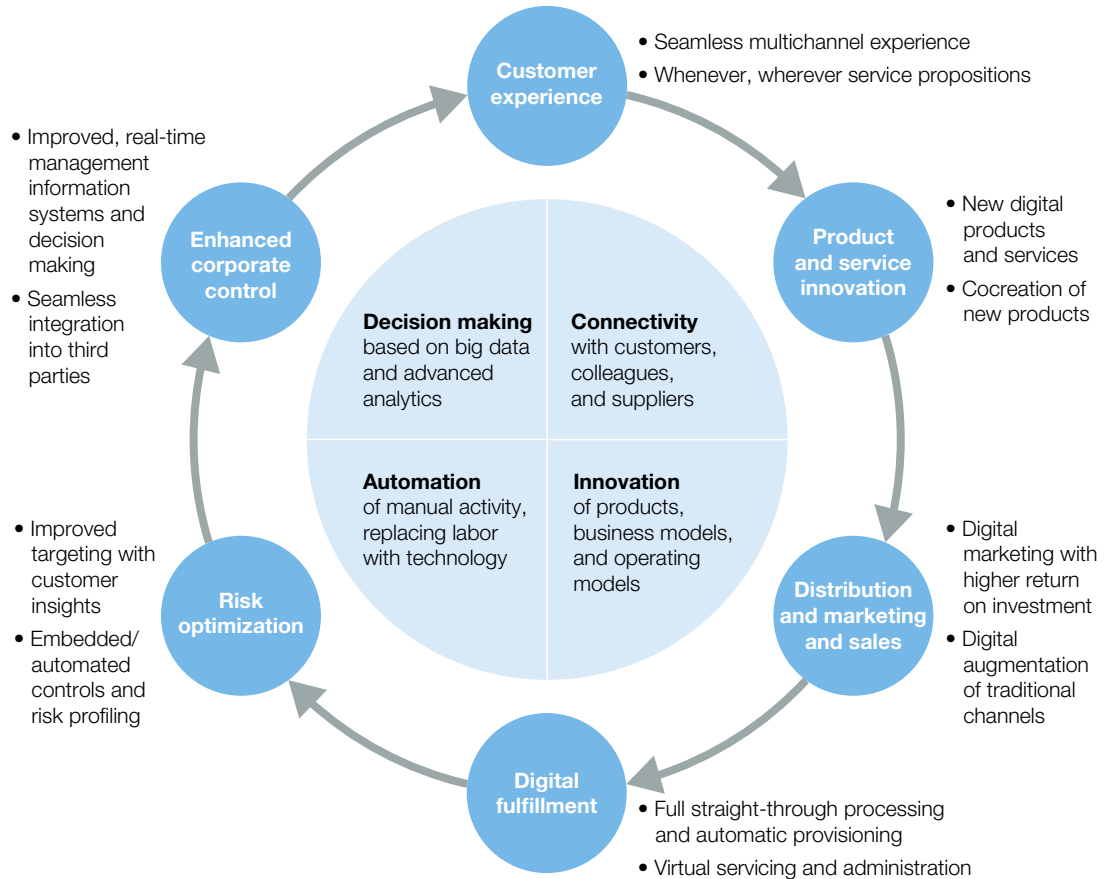 Customer
experience
• Seamless multichannel experience
• Whenever, wherever service propositions
Product
and service
innovation
• New digital
products
and services
• Cocreation of
new products
Distribution
and marketing
and sales
• Digital
marketing with
higher return
on investment
• Digital
augmentation
of traditional
channels
Digital
fulfillment
• Full straight-through processing
and automatic provisioning
• Virtual servicing and administration
Risk
optimization
• Improved
targeting with
customer
insights
• Embedded/
automated
controls and
risk profiling
Enhanced
corporate
control
• Improved, real-time
management
information
systems and
decision
making
• Seamless
integration
into third
parties
Decision making
based on big data
and advanced
analytics
Connectivity
with customers,
colleagues,
and suppliers
Automation
of manual activity,
replacing labor
with technology
Innovation
of products,
business models,
and operating
models